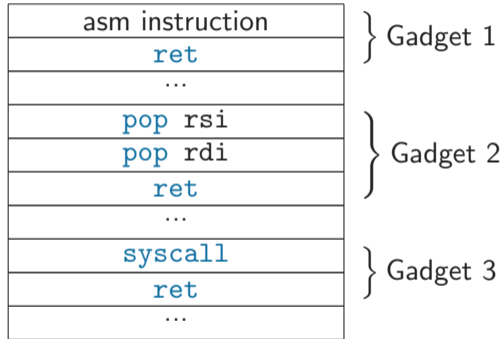 asm instruction
ret
Gadget 1
...
pop rsi
pop rdi
ret
Gadget 2
...
syscall
ret
Gadget 3
...